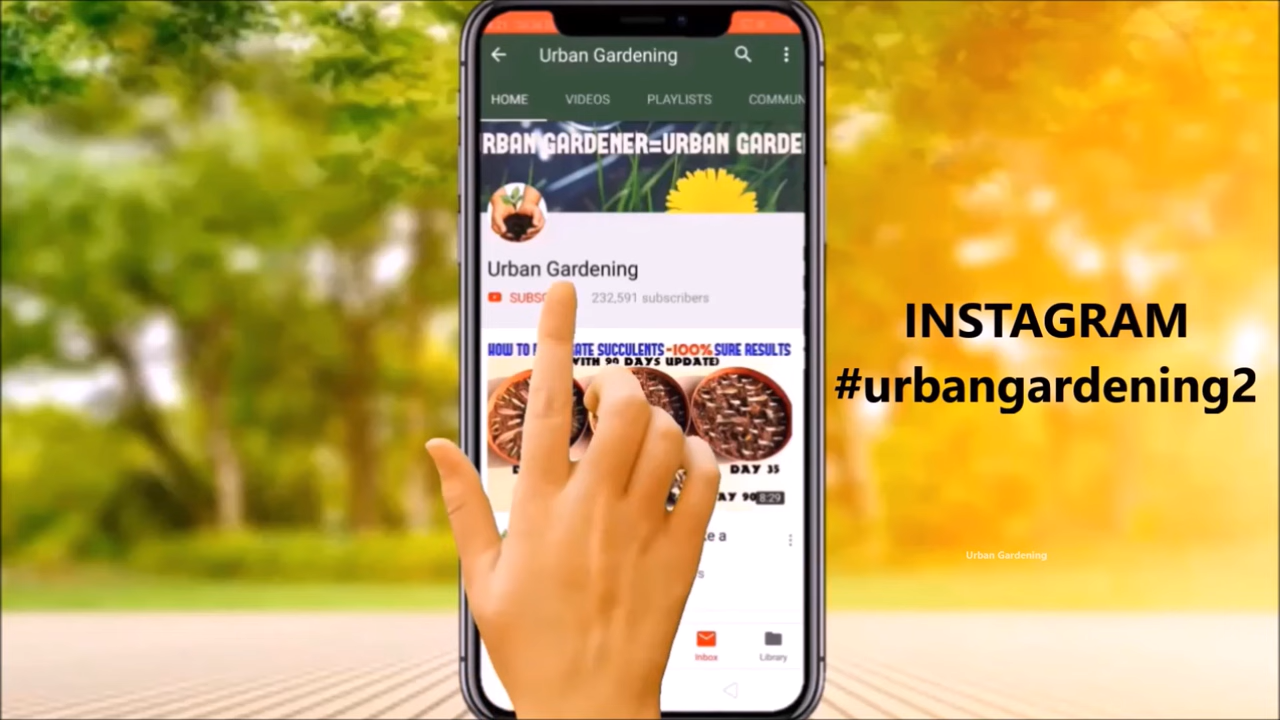 Urban Gardening
HOME VIDEOS PLAYLISTS COMMUN
RBAN GARDENER=URBAN GARDE
Urban Gardening
SUBSC 232,591 subscribers
HOW TO P ATE SUCCULENTS-100% SURE RESULTS
WITH 90 DAYS UPDATE)
DAY 35
AY 90
8:29
ke a
s
Inbox Library
INSTAGRAM
#urbangardening2
Urban Gardening